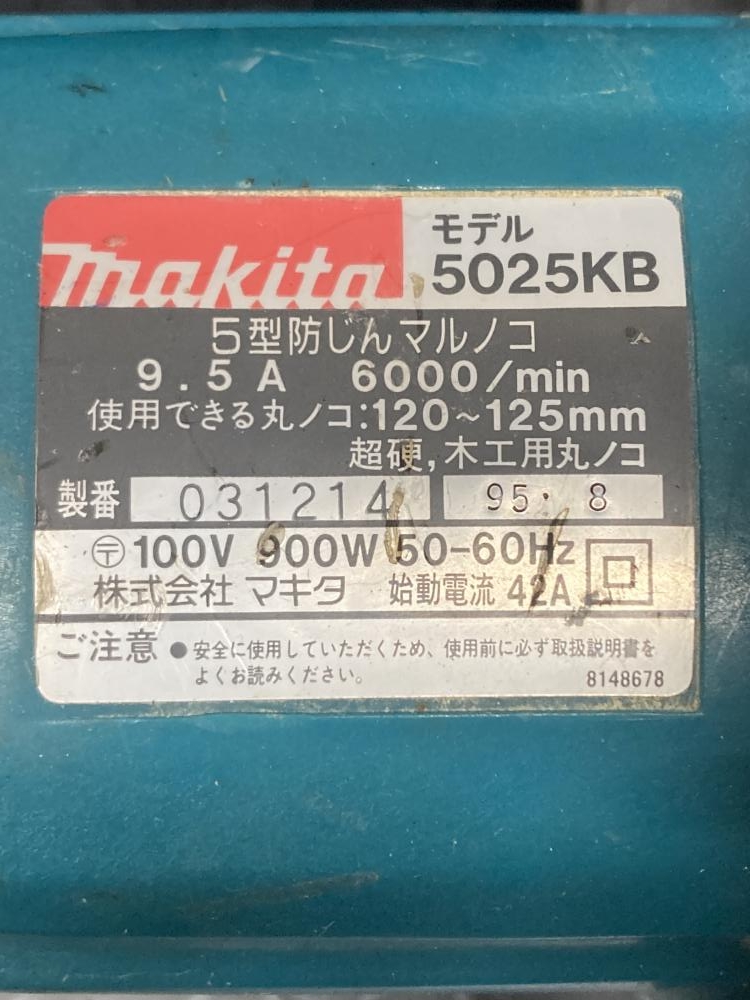 makita
モデル
5025KB
5型防じんマルノコ
9.5A 6000/min
使用できる丸ノコ:120~125mm
超硬,木工用丸ノコ
製番 031214 95.8
〒100V 900W 50-60Hz
株式会社 マキタ 始動電流 42A
ご注意 ●安全に使用していただくため、使用前に必ず取扱説明書を
よくお読みください。 8148678